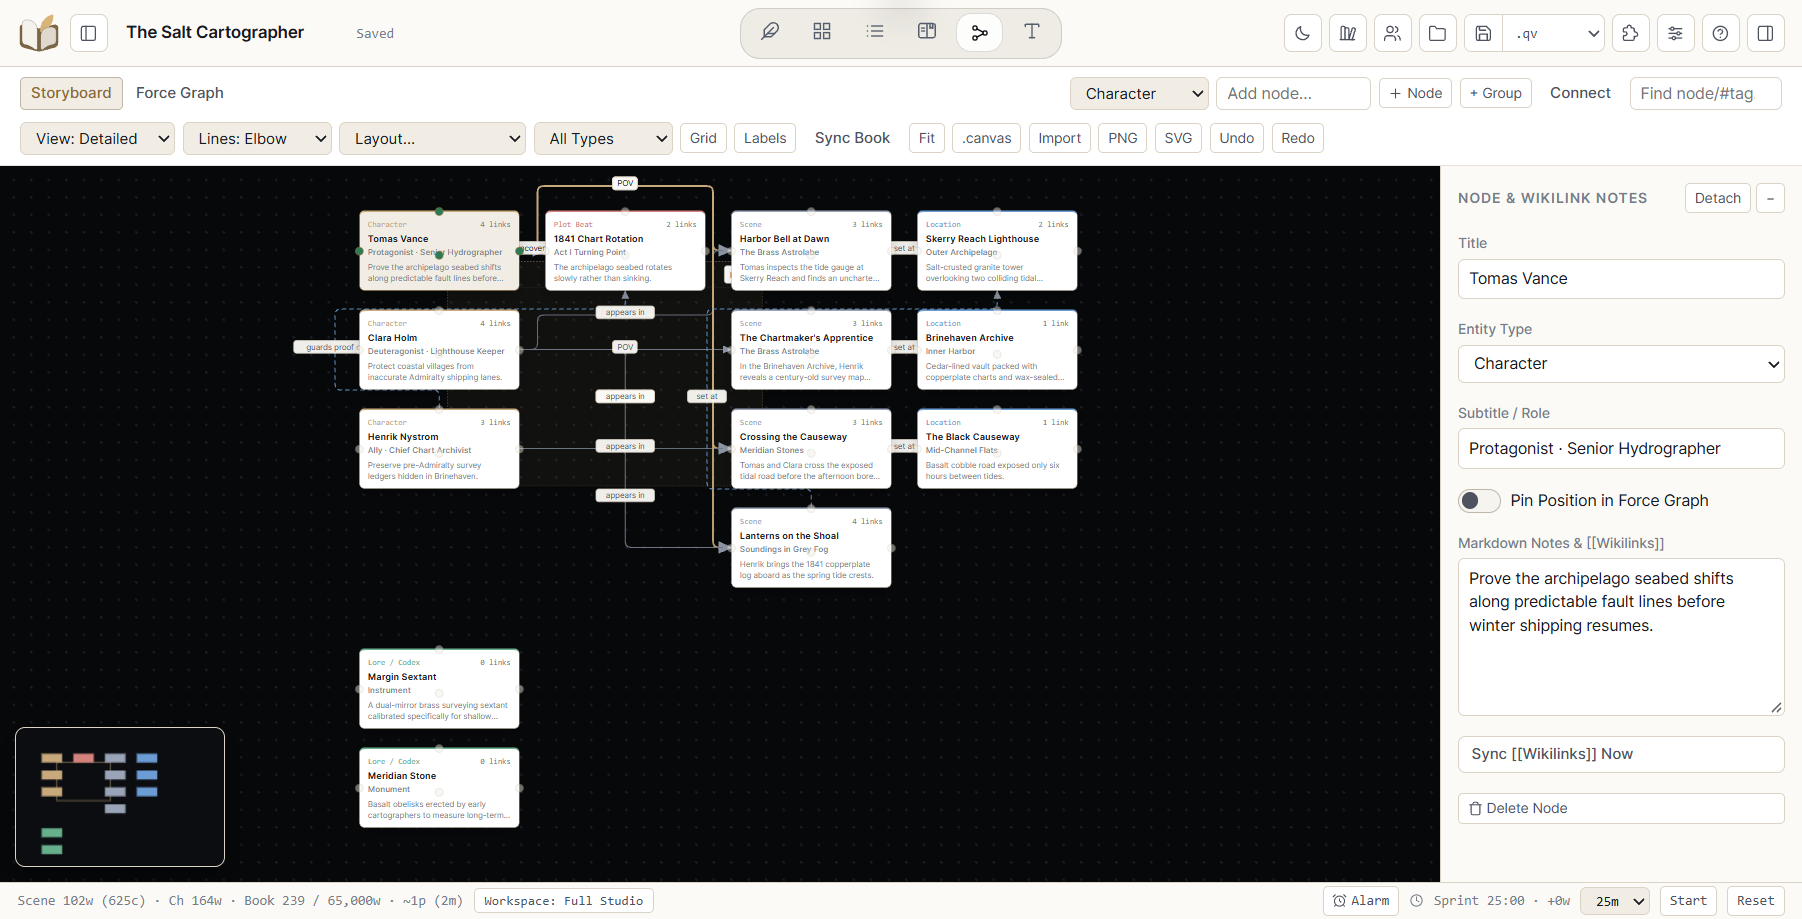 The Salt Cartographer
Saved
.qv
Storyboard
Force Graph
Character
Add node...
+ Node
+ Group
Connect
Find node/#tag
View: Detailed
Lines: Elbow
Layout...
All Types
Grid
Labels
Sync Book
Fit
.canvas
Import
PNG
SVG
Undo
Redo
POV
Character
4 links
Tomas Vance
Protagonist · Senior Hydrographer
Prove the archipelago seabed shifts
along predictable fault lines before...
Plot Beat
2 links
1841 Chart Rotation
Act I Turning Point
The archipelago seabed rotates
slowly rather than sinking.
Scene
3 links
Harbor Bell at Dawn
The Brass Astrolabe
Tomas inspects the tide gauge at
Skerry Reach and finds an uncharte...
set at
Location
2 links
Skerry Reach Lighthouse
Outer Archipelago
Salt-crusted granite tower
overlooking two colliding tidal...
appears in
guards proof
Character
4 links
Clara Holm
Deuteragonist · Lighthouse Keeper
Protect coastal villages from
inaccurate Admiralty shipping lanes.
POV
Scene
3 links
The Chartmaker's Apprentice
The Brass Astrolabe
In the Brinehaven Archive, Henrik
reveals a century-old survey map...
set at
Location
1 link
Brinehaven Archive
Inner Harbor
Cedar-lined vault packed with
copperplate charts and wax-sealed...
appears in
set at
Character
3 links
Henrik Nystrom
Ally · Chief Chart Archivist
Preserve pre-Admiralty survey
ledgers hidden in Brinehaven.
appears in
Scene
3 links
Crossing the Causeway
Meridian Stones
Tomas and Clara cross the exposed
tidal road before the afternoon bore...
set at
Location
1 link
The Black Causeway
Mid-Channel Flats
Basalt cobble road exposed only six
hours between tides.
appears in
Scene
4 links
Lanterns on the Shoal
Soundings in Grey Fog
Henrik brings the 1841 copperplate
log aboard as the spring tide crests.
Lore / Codex
0 links
Margin Sextant
Instrument
A dual-mirror brass surveying sextant
calibrated specifically for shallow...
Lore / Codex
0 links
Meridian Stone
Monument
Basalt obelisks erected by early
cartographers to measure long-term...
NODE & WIKILINK NOTES
Detach
–
Title
Tomas Vance
Entity Type
Character
Subtitle / Role
Protagonist · Senior Hydrographer
Pin Position in Force Graph
Markdown Notes & [[Wikilinks]]
Prove the archipelago seabed shifts
along predictable fault lines before
winter shipping resumes.
Sync [[Wikilinks]] Now
Delete Node
Scene 102w (625c) · Ch 164w · Book 239 / 65,000w · ~1p (2m)
Workspace: Full Studio
Alarm
Sprint 25:00 · +0w
25m
Start
Reset